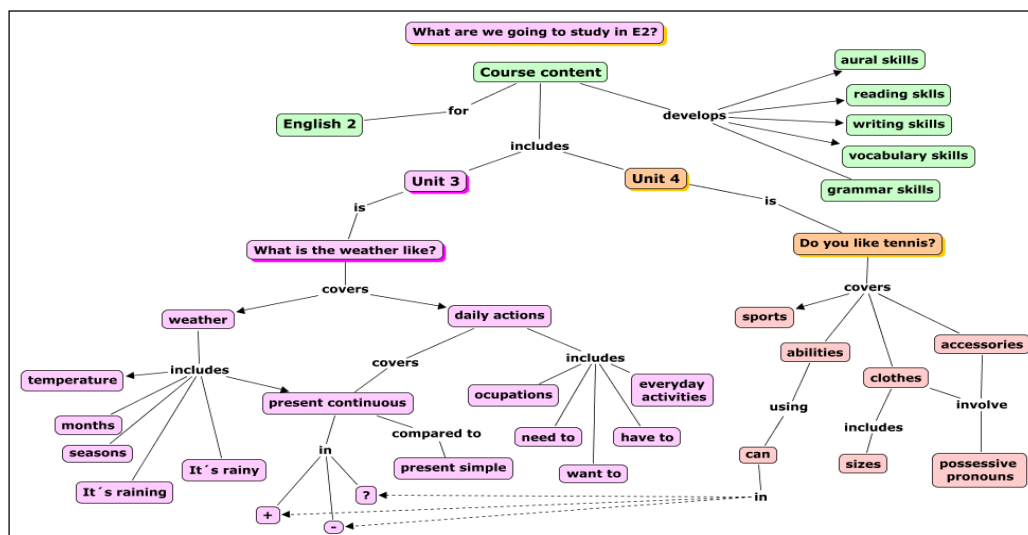 What are we going to study in E2?
Course content
aural skills
reading sklls
for
develops
English 2
writing skills
includes
vocabulary skills
Unit 3
Unit 4
grammar skills
is
is
What is the weather like?
Do you like tennis?
covers
covers
weather
daily actions
sports
accessories
abilities
includes
covers
includes
temperature
clothes
everyday
activities
ocupations
present continuous
using
involve
months
includes
compared to
need to
have to
seasons
in
can
It´s rainy
present simple
want to
sizes
possessive
pronouns
It´s raining
?
in
+
-